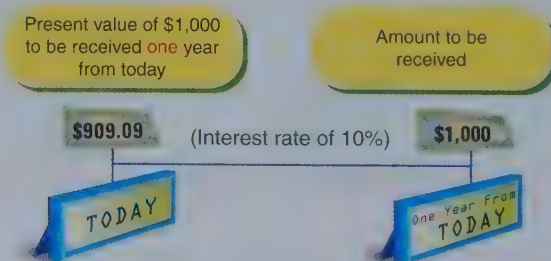 Present value of $1,000
to be received one year
from today
Amount to be
received
$909.09
(Interest rate of 10%)
$1,000
TODAY
One Year From
TODAY